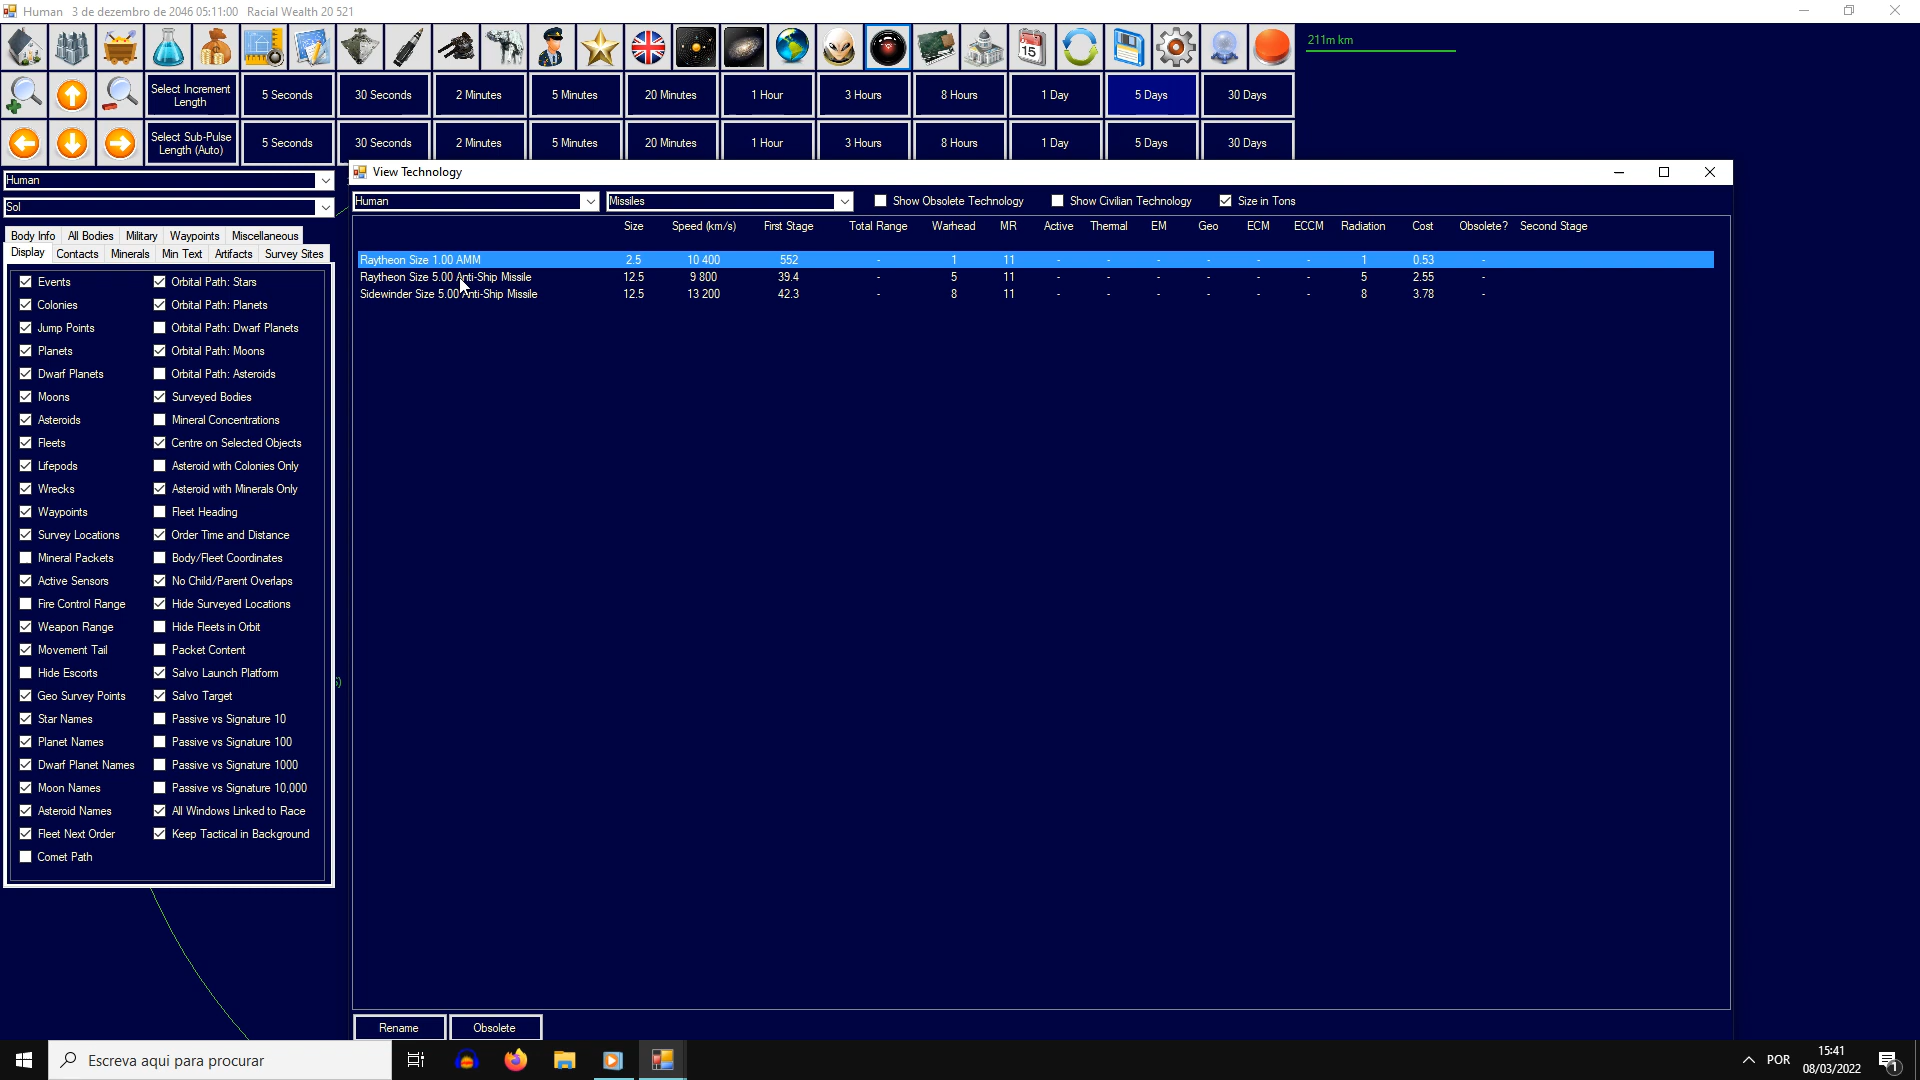 Human 3 de dezembro de 2046 05:11:00 Racial Wealth 20 521
15
211m km
Select Increment Length 5 Seconds 30 Seconds 2 Minutes 5 Minutes 20 Minutes 1 Hour 3 Hours 8 Hours 1 Day 5 Days 30 Days
Select Sub-Pulse Length (Auto) 5 Seconds 30 Seconds 2 Minutes 5 Minutes 20 Minutes 1 Hour 3 Hours 8 Hours 1 Day 5 Days 30 Days
Human
Sol
Body Info All Bodies Military Waypoints Miscellaneous
Display Contacts Minerals Min Text Artifacts Survey Sites
Events Orbital Path: Stars
Colonies Orbital Path: Planets
Jump Points Orbital Path: Dwarf Planets
Planets Orbital Path: Moons
Dwarf Planets Orbital Path: Asteroids
Moons Surveyed Bodies
Asteroids Mineral Concentrations
Fleets Centre on Selected Objects
Lifepods Asteroid with Colonies Only
Wrecks Asteroid with Minerals Only
Waypoints Fleet Heading
Survey Locations Order Time and Distance
Mineral Packets Body/Fleet Coordinates
Active Sensors No Child/Parent Overlaps
Fire Control Range Hide Surveyed Locations
Weapon Range Hide Fleets in Orbit
Movement Tail Packet Content
Hide Escorts Salvo Launch Platform
Geo Survey Points Salvo Target
Star Names Passive vs Signature 10
Planet Names Passive vs Signature 100
Dwarf Planet Names Passive vs Signature 1000
Moon Names Passive vs Signature 10,000
Asteroid Names All Windows Linked to Race
Fleet Next Order Keep Tactical in Background
Comet Path
View Technology
Human Missiles Show Obsolete Technology Show Civilian Technology Size in Tons
Size Speed (km/s) First Stage Total Range Warhead MR Active Thermal EM Geo ECM ECCM Radiation Cost Obsolete? Second Stage
Raytheon Size 1.00 AMM 2.5 10 400 552 - 1 11 - - - - - - 1 0.53 -
Raytheon Size 5.00 Anti-Ship Missile 12.5 9 800 39.4 - 5 11 - - - - - - 5 2.55 -
Sidewinder Size 5.00 Anti-Ship Missile 12.5 13 200 42.3 - 8 11 - - - - - - 8 3.78 -
Rename Obsolete
Escreva aqui para procurar
POR
15:41
08/03/2022
1